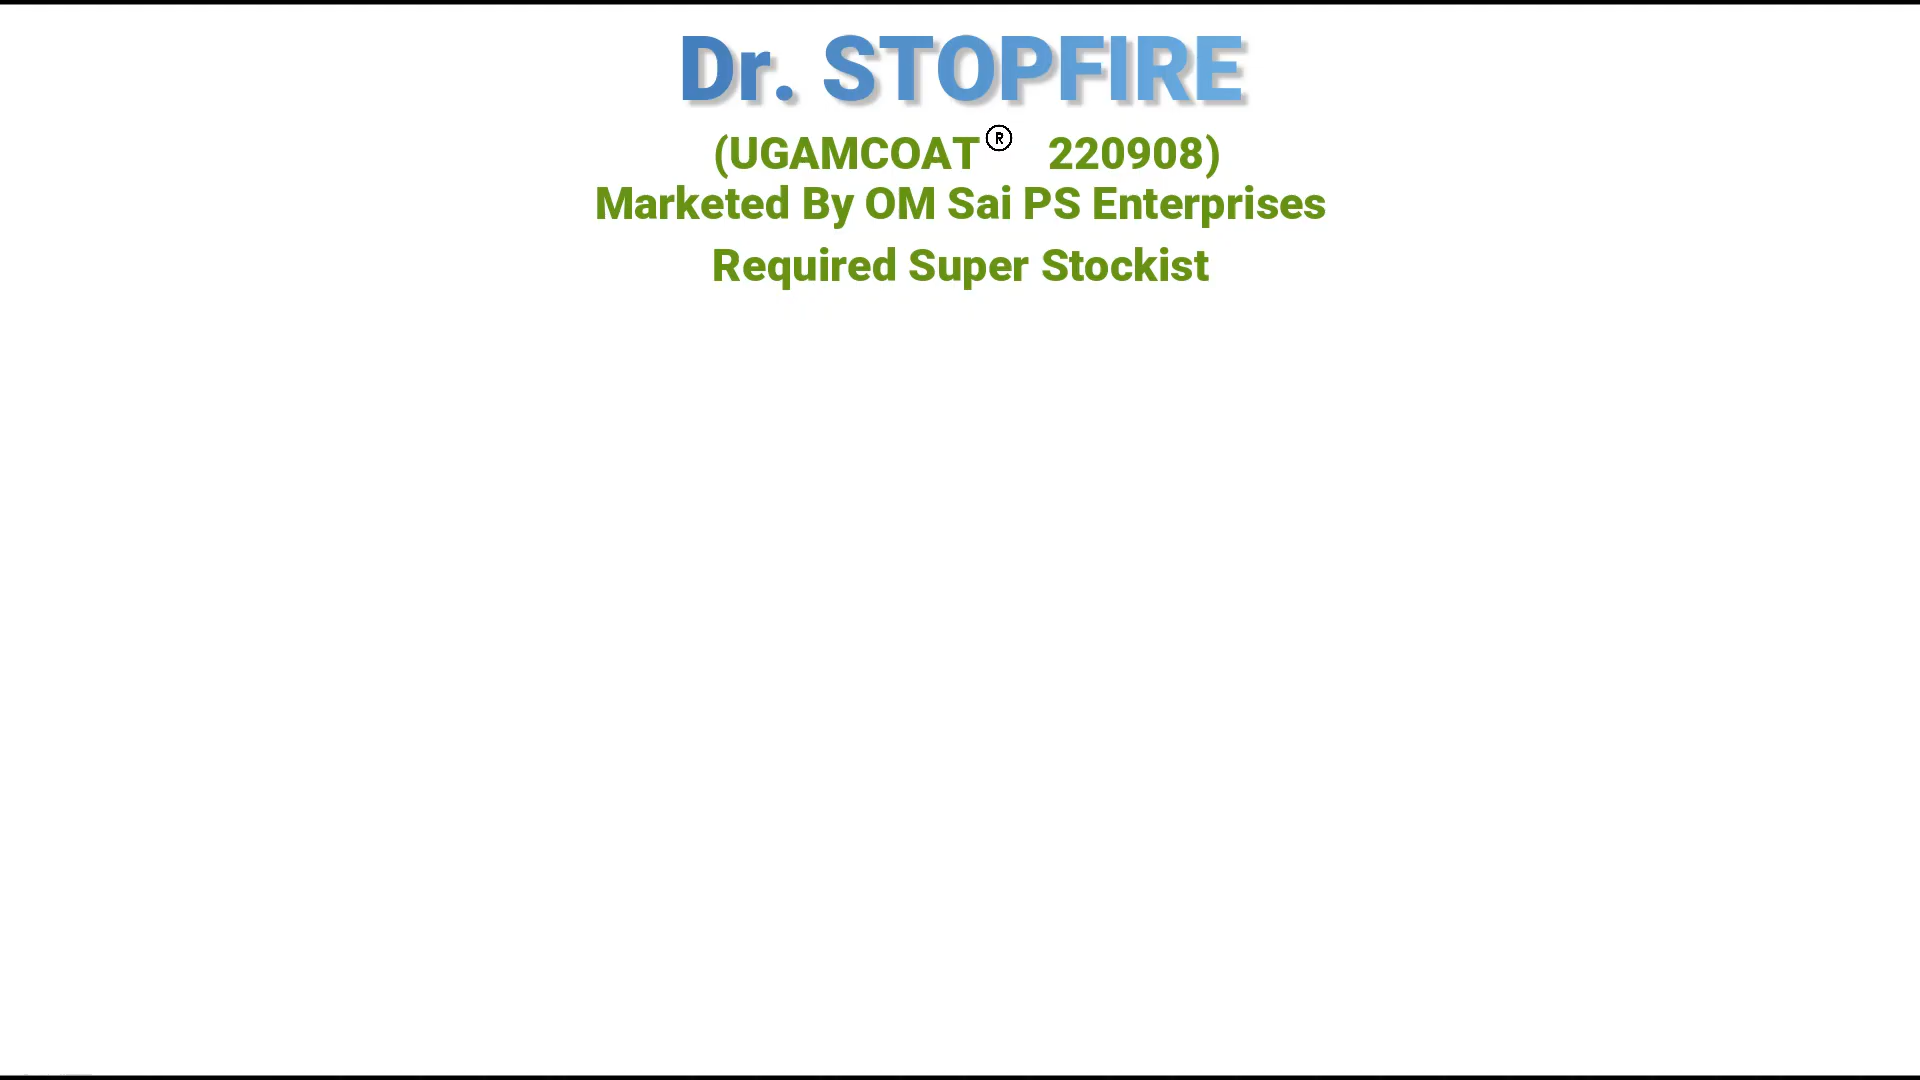 Dr. STOPFIRE
(UGAMCOAT® 220908)
Marketed By OM Sai PS Enterprises
Required Super Stockist